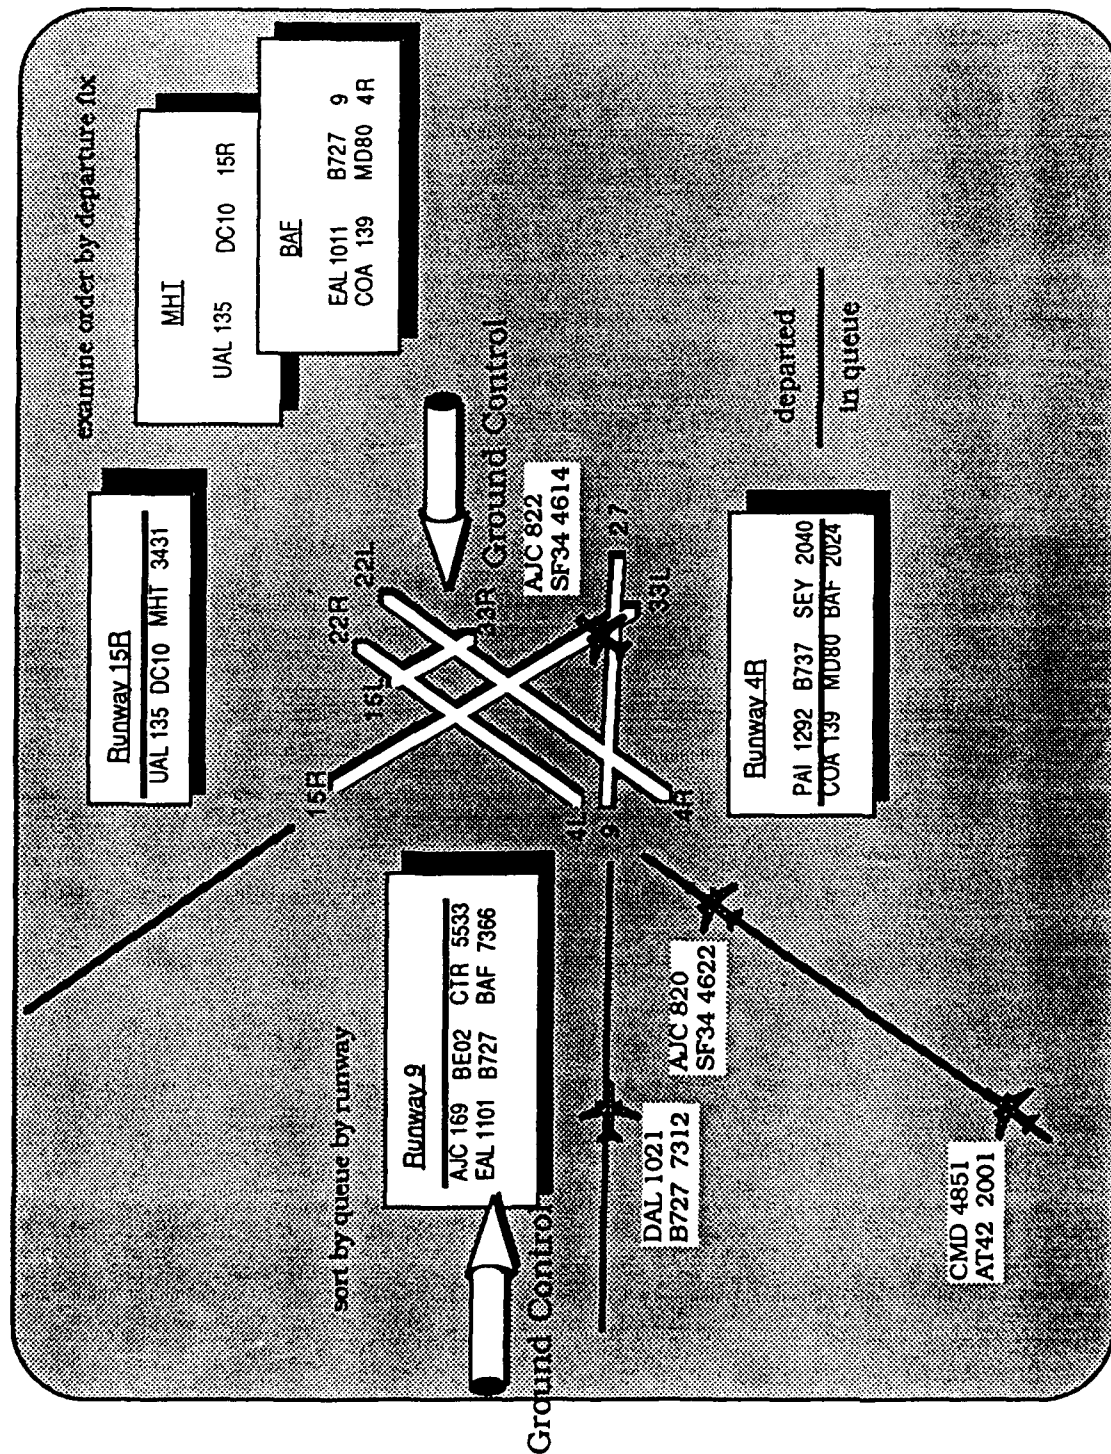 sort by queue by runway
examine order by departure fix
Runway 15R
UAL 135 DC10 MHT 3431
MHT
UAL 135 DC10 15R
BAF
EAL 1011 B727 9
COA 139 MD80 4R
Runway 9
AJC 169 BE02 CTR 5533
EAL 1101 B727 BAF 7366
Ground Control
Ground Control
15R
22R
22L
33R
4L
9
4R
27
33L
AJC 822
SF34 4614
DAL 1021
B727 7312
AJC 820
SF34 4622
CMD 4851
AT42 2001
Runway 4R
PAI 1292 B737 SEY 2040
COA 139 MD80 BAF 2024
departed
in queue